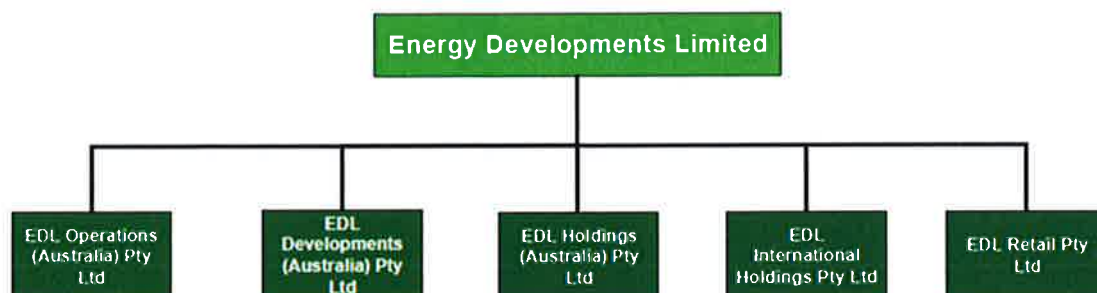 Energy Developments Limited
EDL Operations
(Australia) Pty
Ltd
EDL
Developments
(Australia) Pty
Ltd
EDL Holdings
(Australia) Pty
Ltd
EDL
International
Holdings Pty Ltd
EDL Retail Pty
Ltd